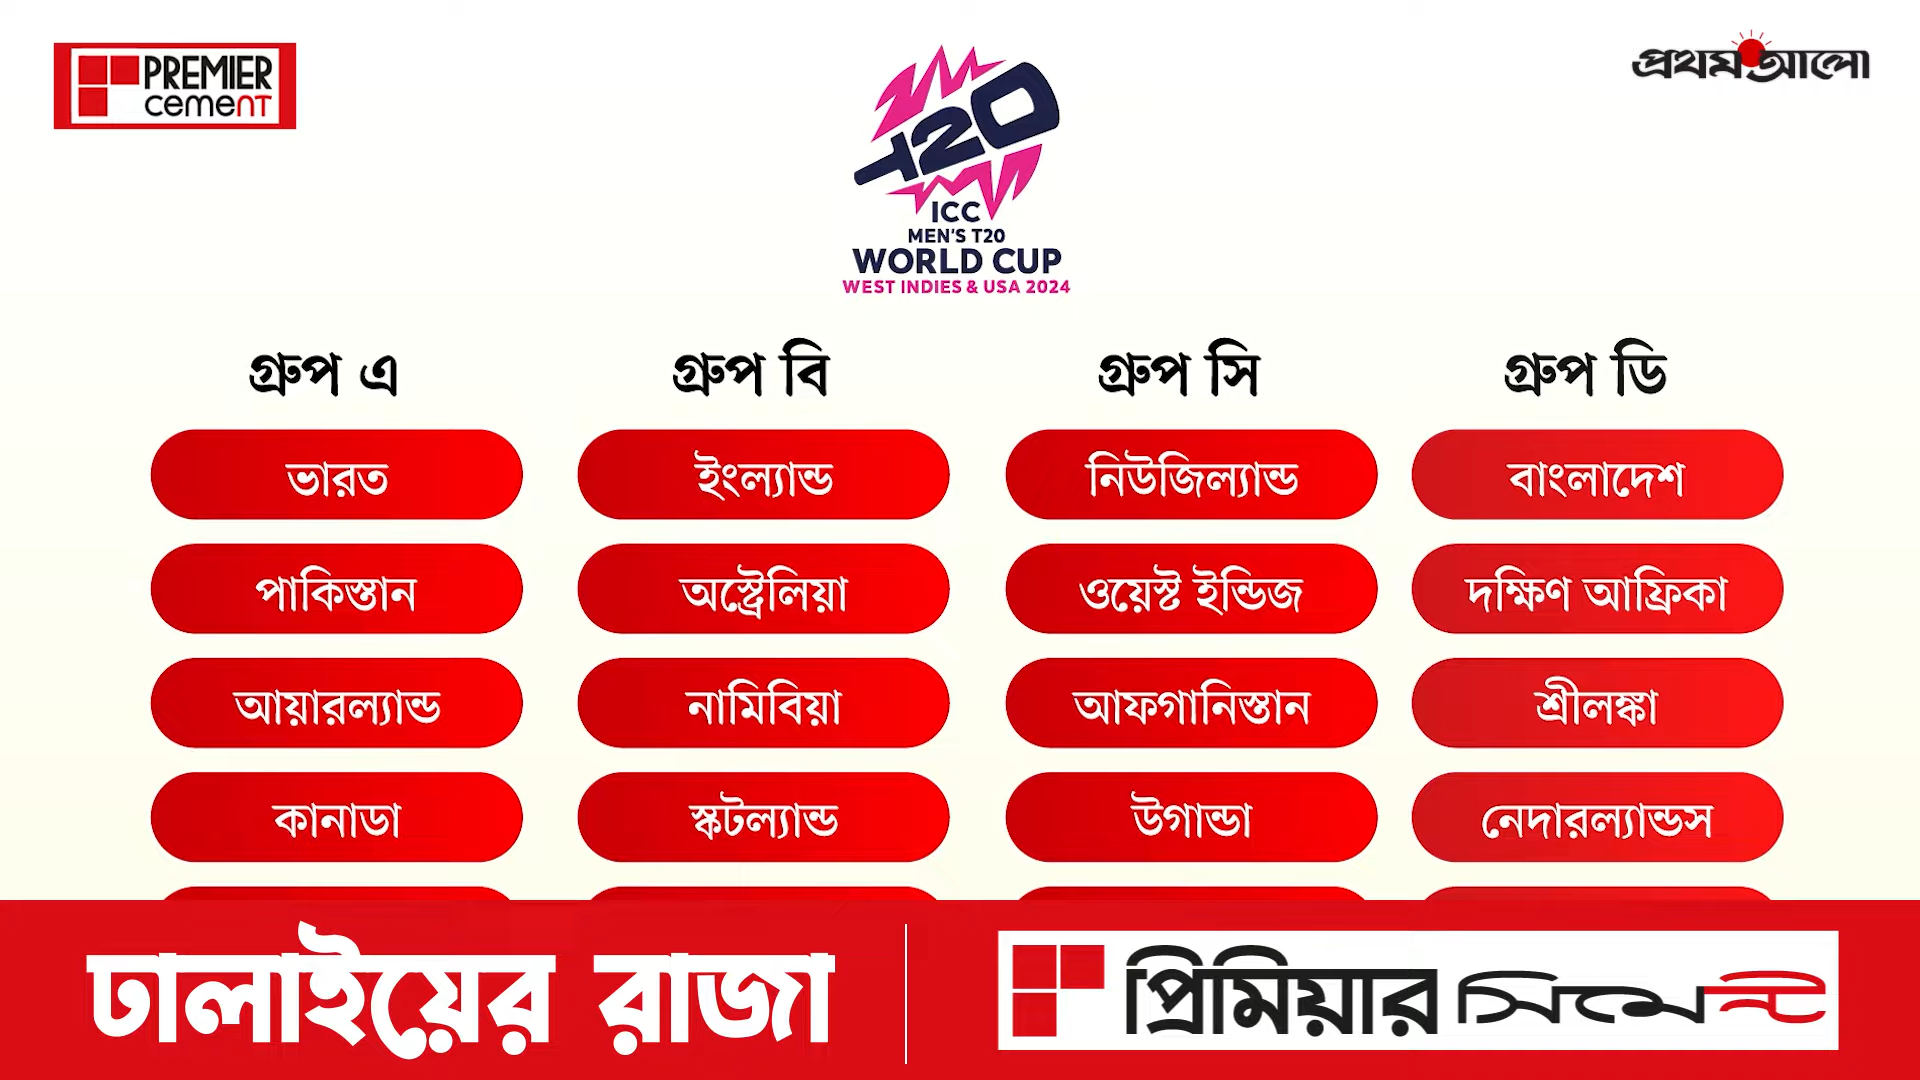 PREMIER
cement
প্রথম আলো
T20
ICC
MEN'S T20
WORLD CUP
WEST INDIES & USA 2024
গ্রুপ এ
গ্রুপ বি
গ্রুপ সি
গ্রুপ ডি
ভারত
ইংল্যান্ড
নিউজিল্যান্ড
বাংলাদেশ
পাকিস্তান
অস্ট্রেলিয়া
ওয়েস্ট ইন্ডিজ
দক্ষিণ আফ্রিকা
আয়ারল্যান্ড
নামিবিয়া
আফগানিস্তান
শ্রীলঙ্কা
কানাডা
স্কটল্যান্ড
উগান্ডা
নেদারল্যান্ডস
ঢালাইয়ের রাজা
প্রিমিয়ার সিমেন্ট